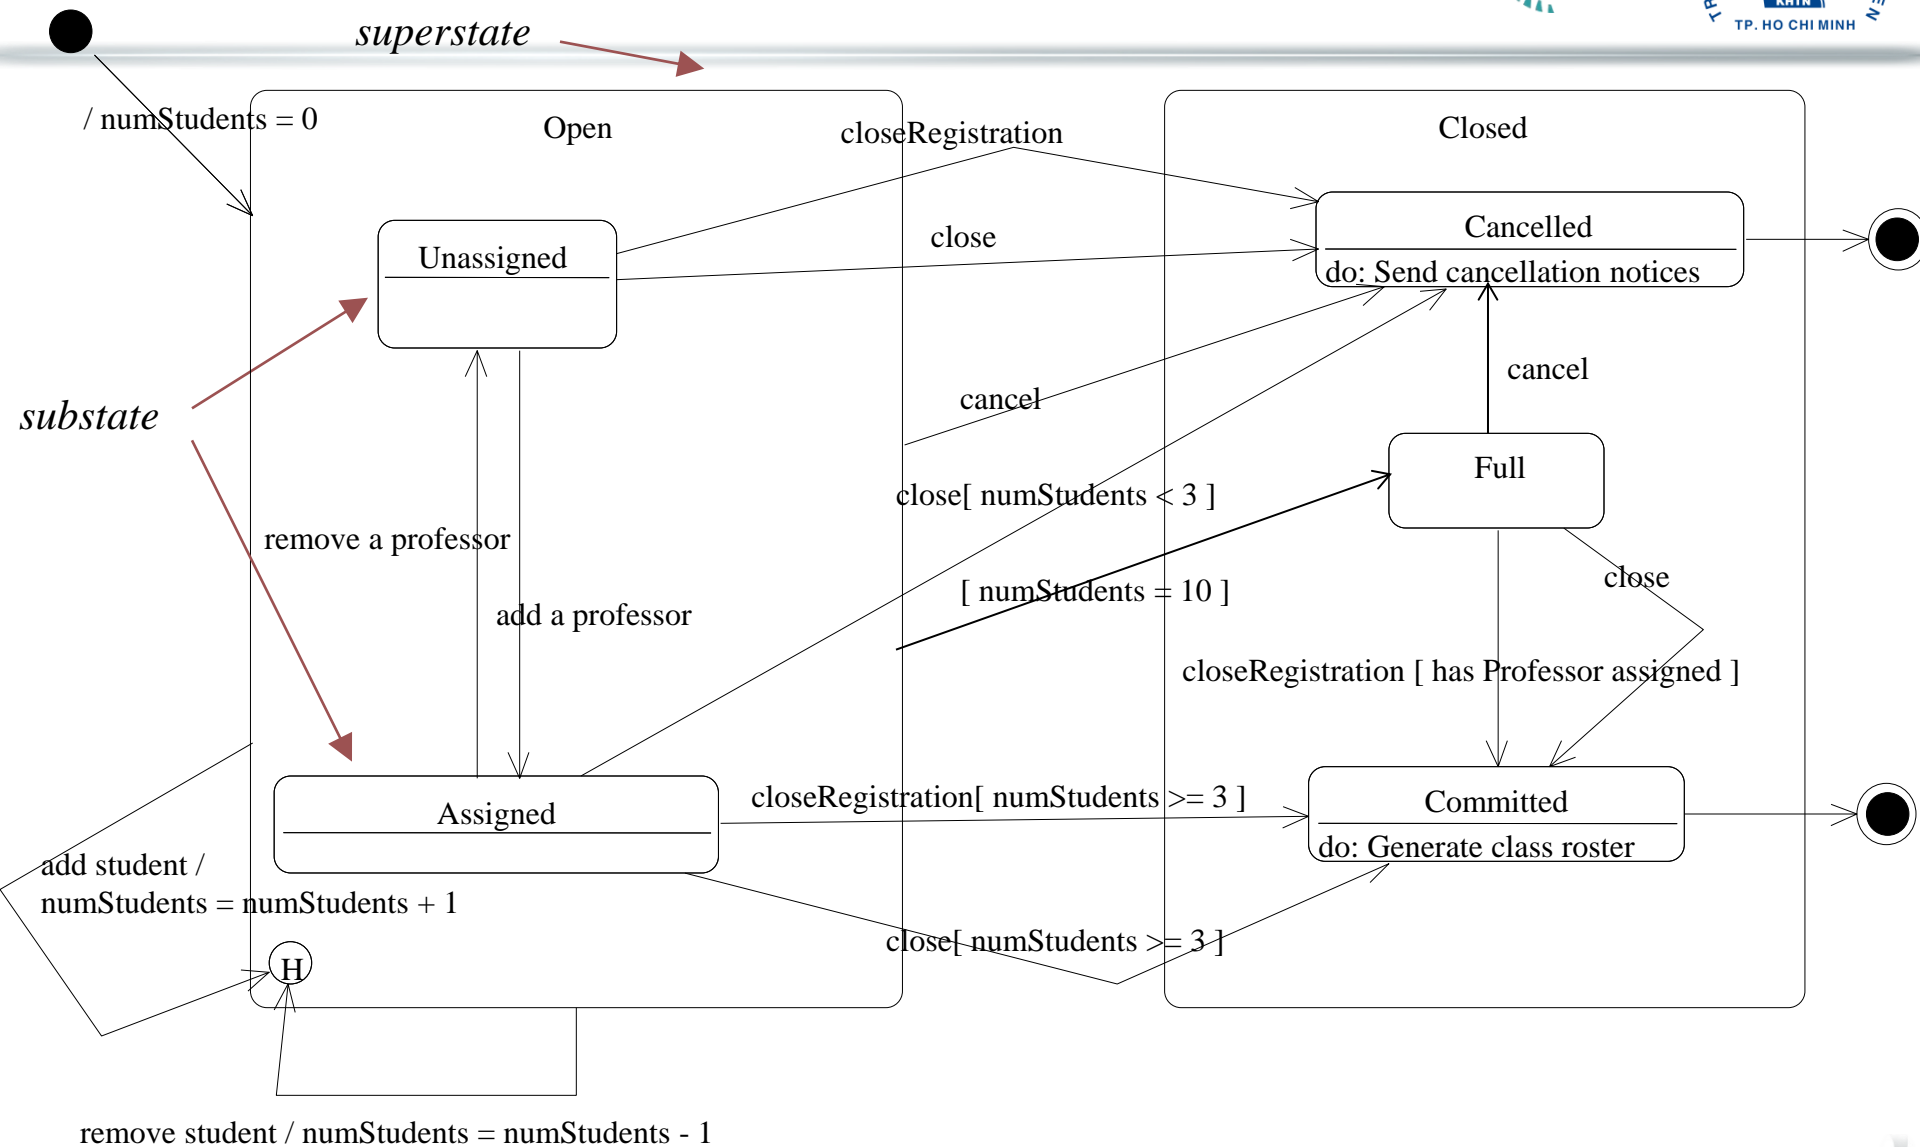 superstate
KHTN
TP. HO CHI MINH
/ numStudents = 0
Open
closeRegistration
Closed
Unassigned
close
Cancelled
do: Send cancellation notices
substate
cancel
cancel
Full
close[ numStudents < 3 ]
remove a professor
[ numStudents = 10 ]
close
add a professor
closeRegistration [ has Professor assigned ]
Assigned
closeRegistration[ numStudents >= 3 ]
Committed
do: Generate class roster
add student /
numStudents = numStudents + 1
close[ numStudents >= 3 ]
H
remove student / numStudents = numStudents - 1